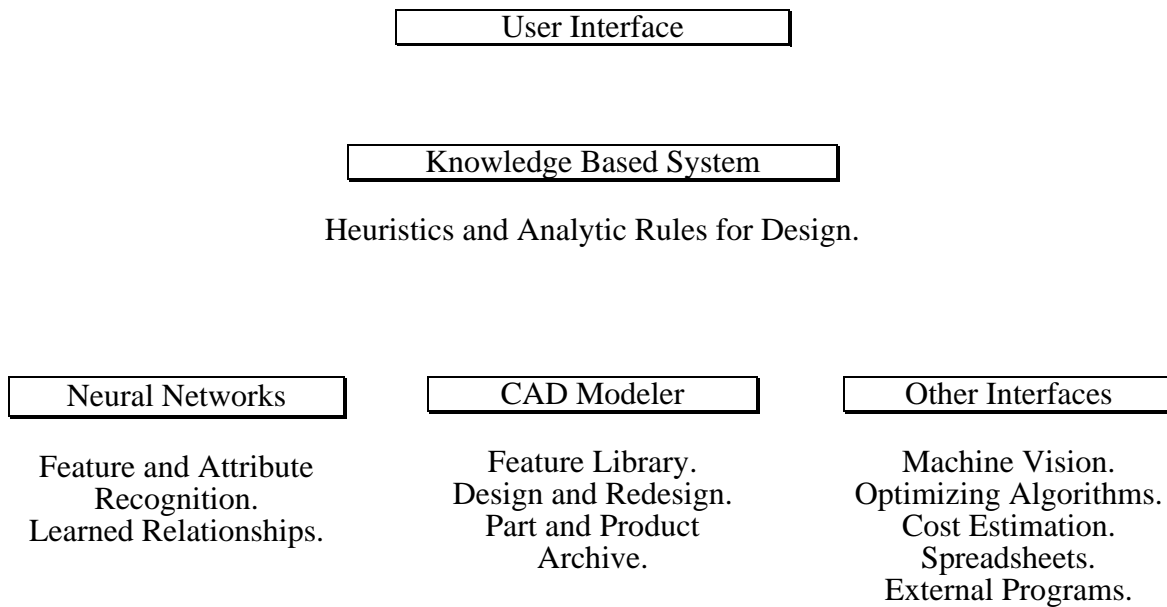 User Interface
Knowledge Based System
Heuristics and Analytic Rules for Design.
Neural Networks
Feature and Attribute
Recognition.
Learned Relationships.
CAD Modeler
Feature Library.
Design and Redesign.
Part and Product
Archive.
Other Interfaces
Machine Vision.
Optimizing Algorithms.
Cost Estimation.
Spreadsheets.
External Programs.